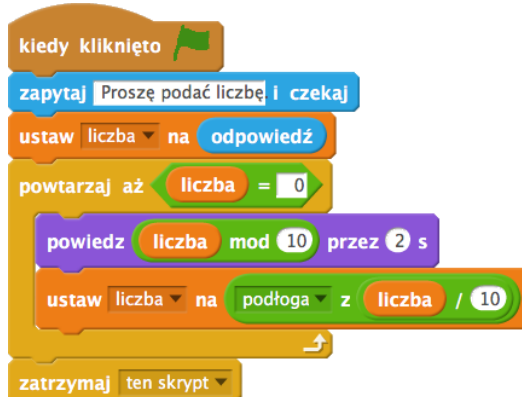 kiedy kliknięto
zapytaj Proszę podać liczbę. i czekaj
ustaw liczba na odpowiedź
powtarzaj aż liczba = 0
powiedz liczba mod 10 przez 2 s
ustaw liczba na podłoga z liczba / 10
zatrzymaj ten skrypt